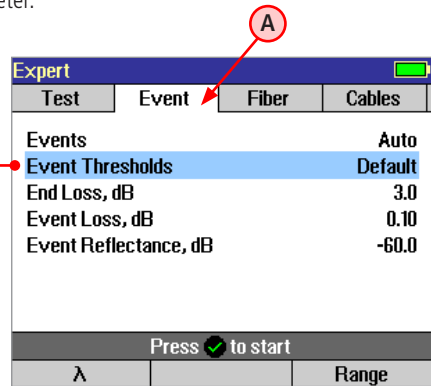 A
Expert
Test Event Fiber Cables
Events Auto
Event Thresholds Default
End Loss, dB 3.0
Event Loss, dB 0.10
Event Reflectance, dB -60.0
Press to start
λ Range